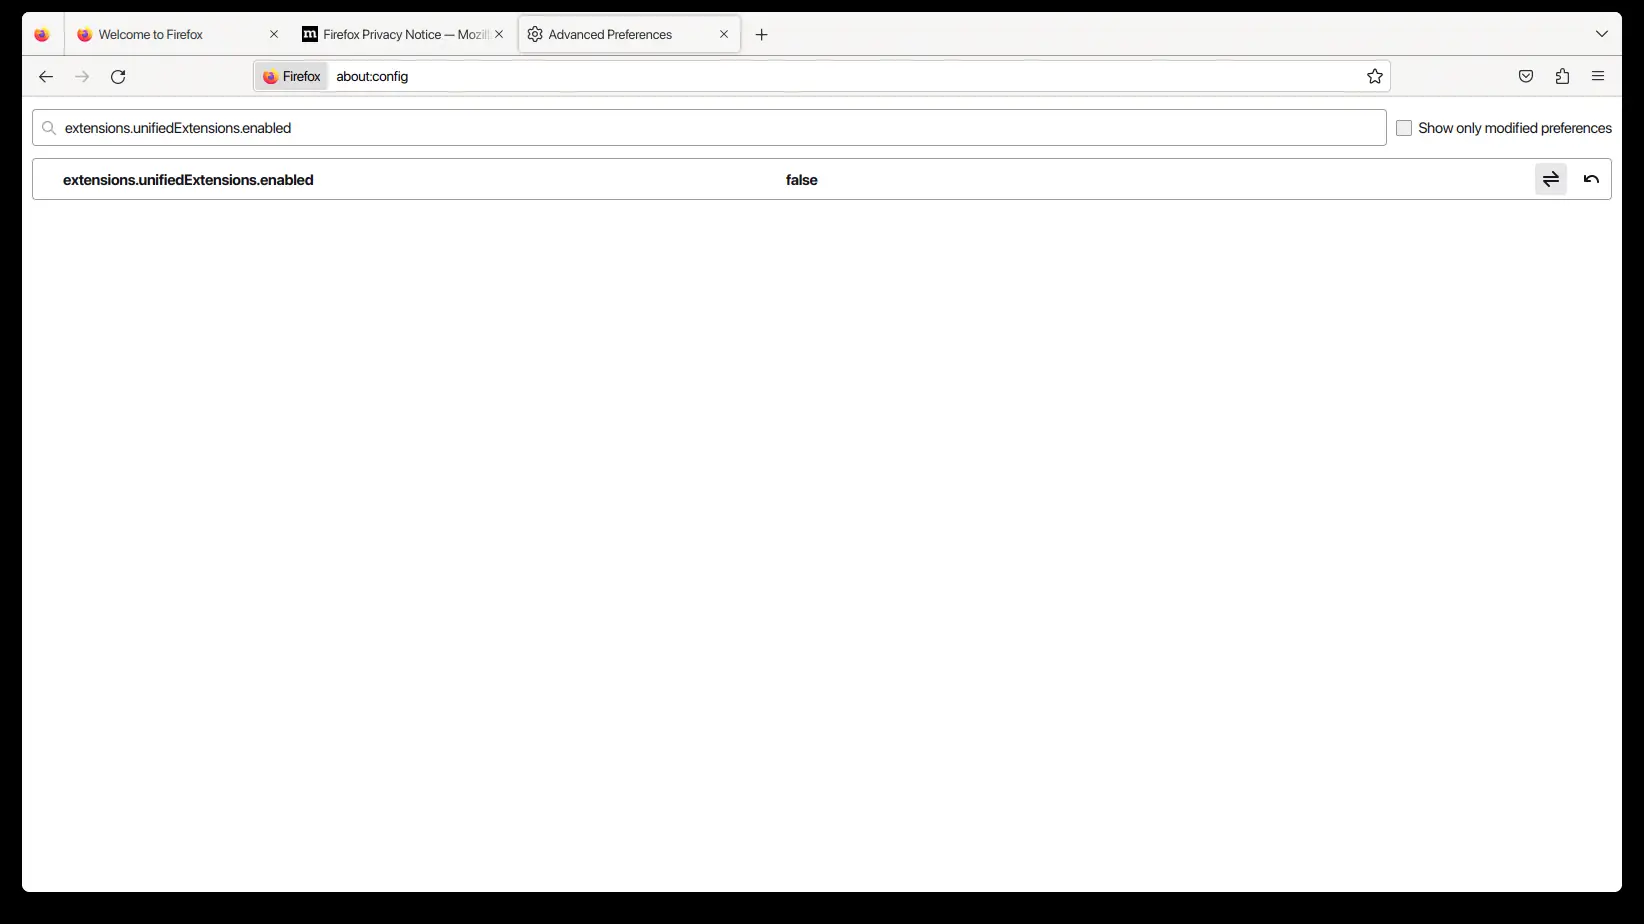 Welcome to Firefox
Firefox Privacy Notice — Mozill
Advanced Preferences
Firefox
about:config
extensions.unifiedExtensions.enabled
Show only modified preferences
extensions.unifiedExtensions.enabled false